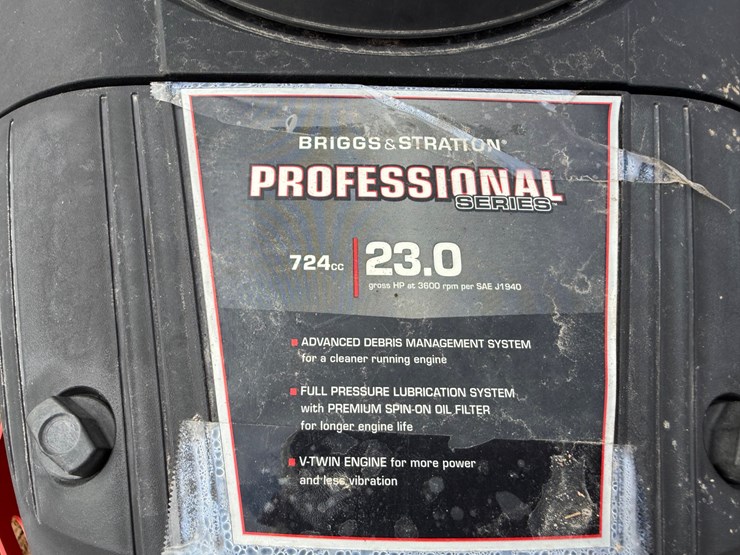 BRIGGS & STRATTON®
PROFESSIONAL
SERIES™
724cc
23.0
gross HP at 3600 rpm per SAE J1940
■ ADVANCED DEBRIS MANAGEMENT SYSTEM
for a cleaner running engine
■ FULL PRESSURE LUBRICATION SYSTEM
with PREMIUM SPIN-ON OIL FILTER
for longer engine life
■ V-TWIN ENGINE for more power
and less vibration